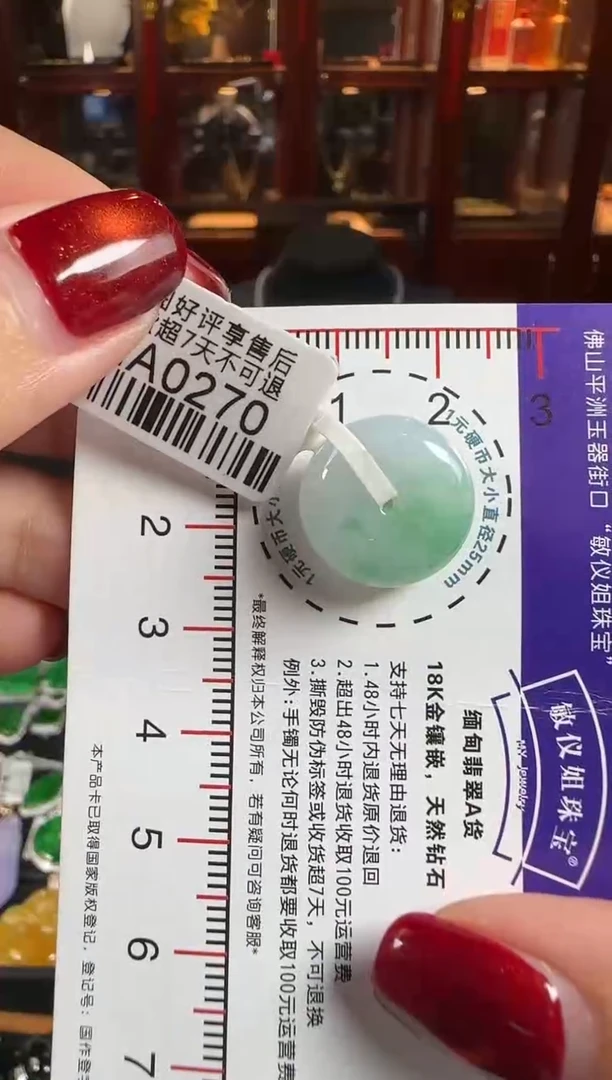 好评享售后
超7天不可退
A0270
1 2 3
1元硬币大小直径25mm
1元硬币大小
2
3
4
5
6
7
佛山平洲玉器街口“敏仪姐珠宝”
敏仪姐珠宝®
MY Jewelry
缅甸翡翠A货
18K金镶嵌，天然钻石
支持七天无理由退货：
1.48小时内退货原价退回
2.超出48小时退货收取100元运营费
3.撕毁防伪标签或收货超7天，不可退换
例外:手镯无论何时退货都要收取100元运营费
*最终解释权归本公司所有，若有疑问可咨询客服*
本产品卡已取得国家版权登记，登记号：国作登